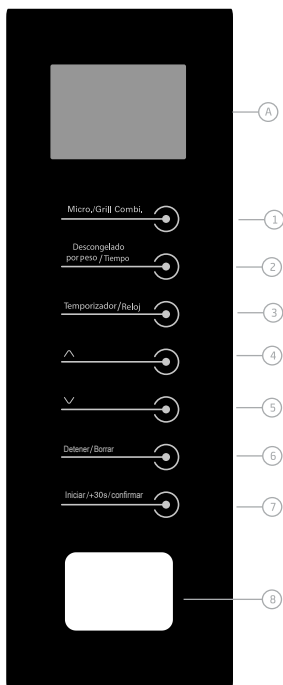 A
Micro./Grill Combi.
1
Descongelado
por peso/Tiempo
2
Temporizador/Reloj
3
4
5
Detener/Borrar
6
Iniciar/+30s/confirmar
7
8